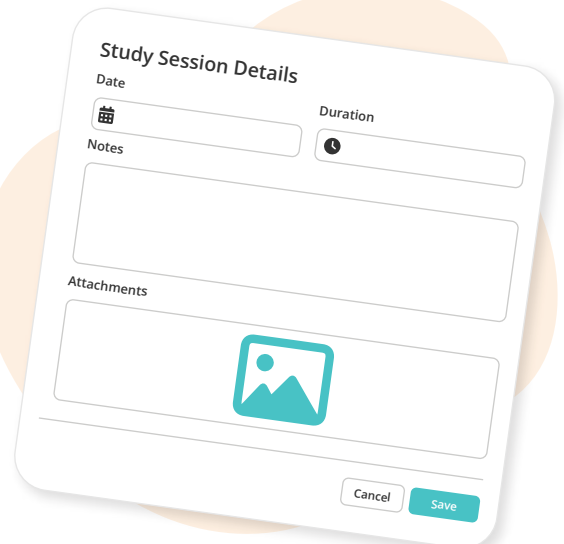 Study Session Details
Date
Duration
Notes
Attachments
Cancel
Save